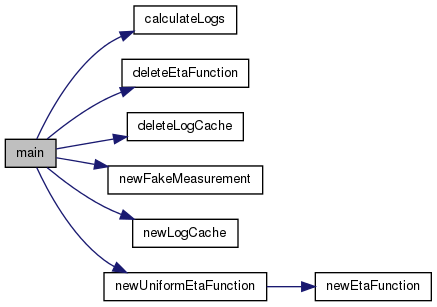 calculateLogs
deleteEtaFunction
deleteLogCache
main
newFakeMeasurement
newLogCache
newUniformEtaFunction
newEtaFunction